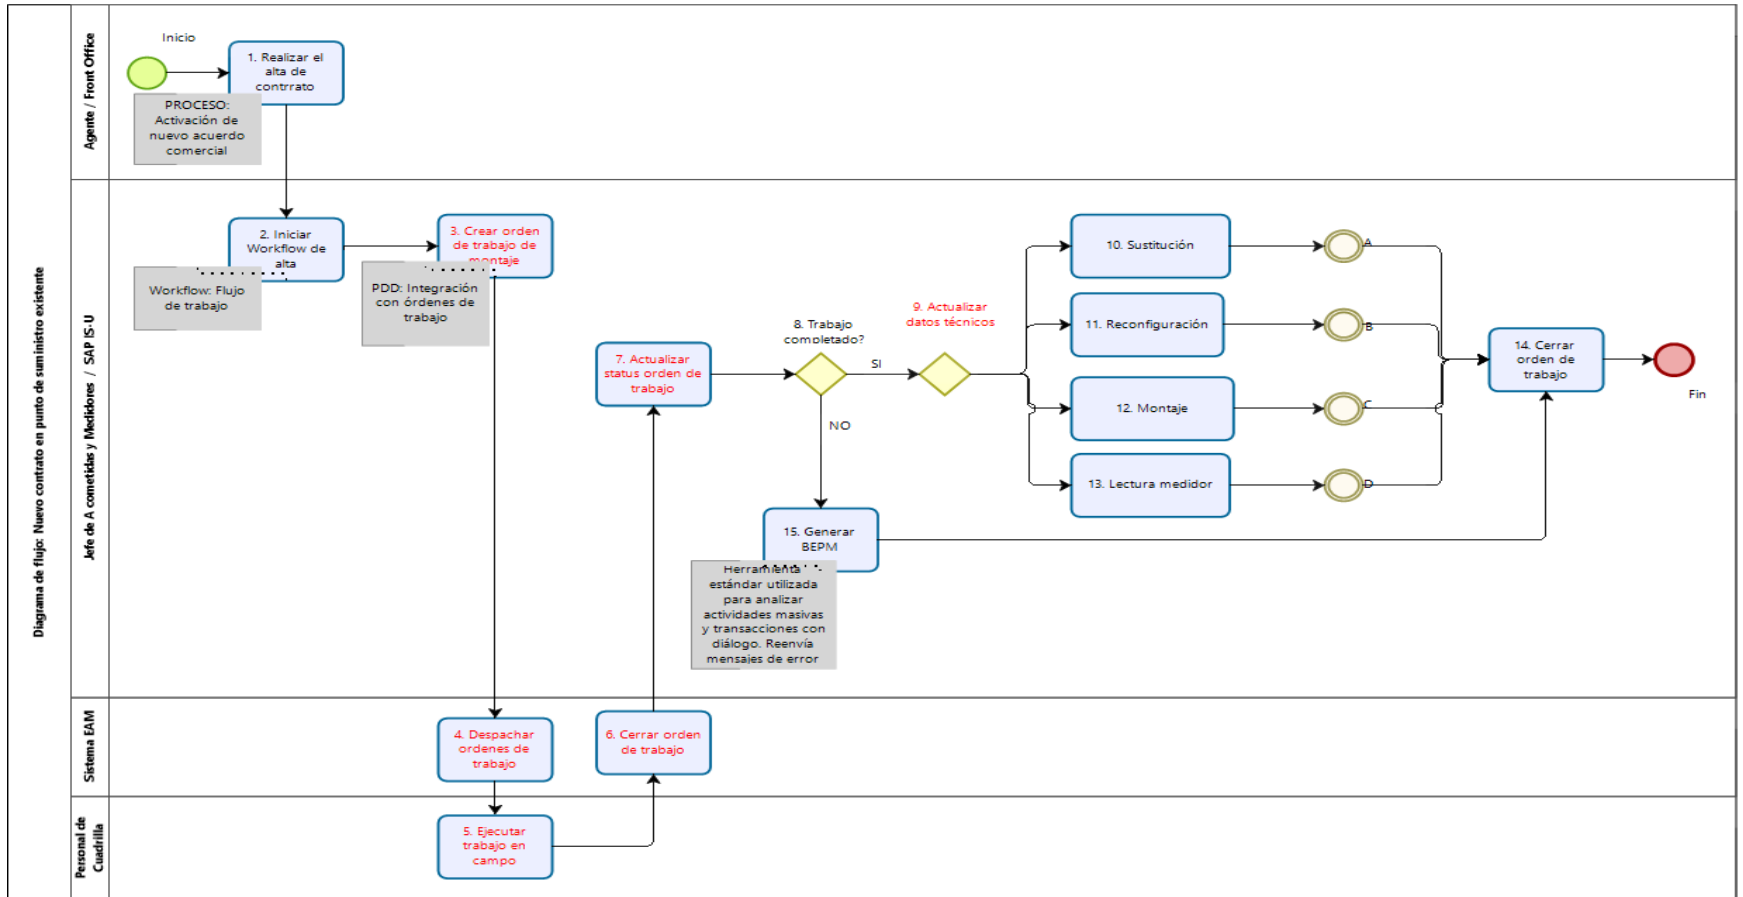 Diagrama de flujo: Nuevo contrato en punto de suministro existente
Agente / Front Office
Inicio
1. Realizar el
alta de
contrrato
PROCESO:
Activación de
nuevo acuerdo
comercial
Jefe de A cometidas y Medidores / SAP IS-U
2. Iniciar
Workflow de
alta
Workflow: Flujo
de trabajo
3. Crear orden
de trabajo de
montaje
PDD: Integración
con órdenes de
trabajo
7. Actualizar
status orden de
trabajo
8. Trabajo
completado?
SI
NO
9. Actualizar
datos técnicos
10. Sustitución
A
11. Reconfiguración
B
12. Montaje
C
13. Lectura medidor
D
14. Cerrar
orden de
trabajo
Fin
15. Generar
BEPM
Herramienta
estándar utilizada
para analizar
actividades masivas
y transacciones con
diálogo. Reenvía
mensajes de error
Sistema EAM
4. Despachar
ordenes de
trabajo
6. Cerrar orden
de trabajo
Personal de
Cuadrilla
5. Ejecutar
trabajo en
campo